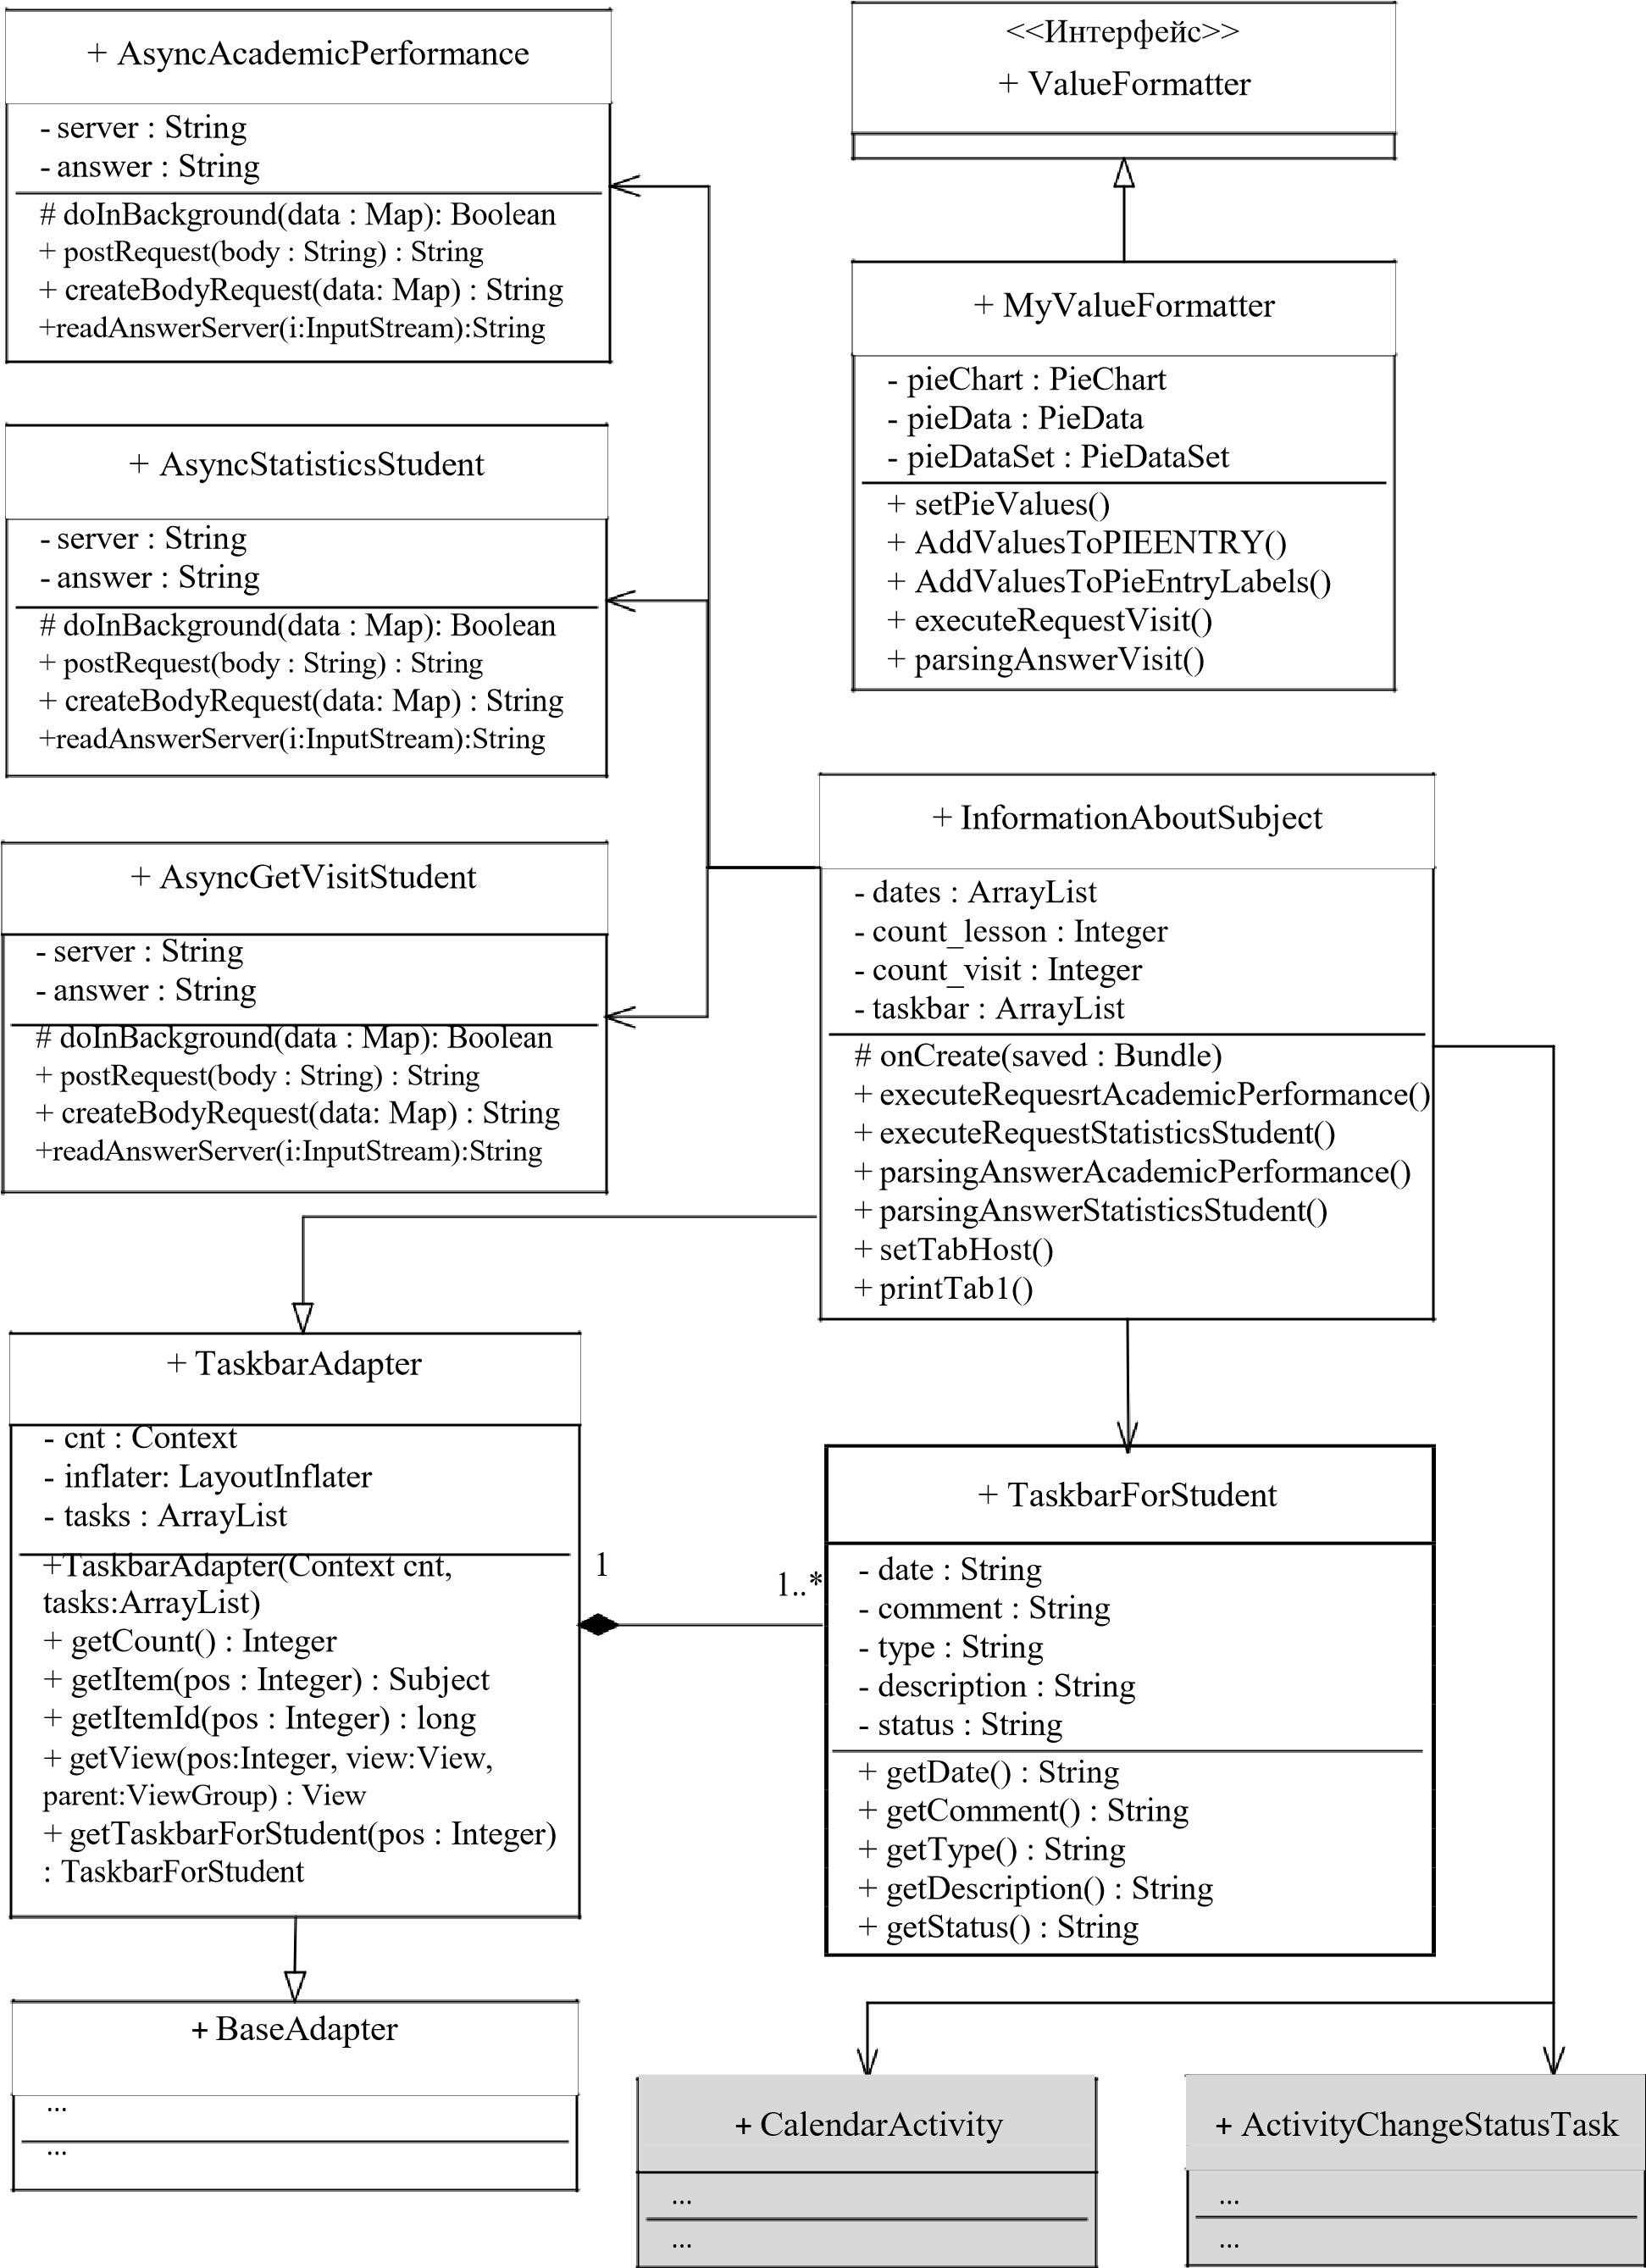 + AsyncAcademicPerformance
- server : String
- answer : String
# doInBackground(data : Map): Boolean
+ postRequest(body : String) : String
+ createBodyRequest(data: Map) : String
+readAnswerServer(i:InputStream):String
<<Интерфейс>>
+ ValueFormatter
+ MyValueFormatter
- pieChart : PieChart
- pieData : PieData
- pieDataSet : PieDataSet
+ setPieValues()
+ AddValuesToPIEENTRY()
+ AddValuesToPieEntryLabels()
+ executeRequestVisit()
+ parsingAnswerVisit()
+ AsyncStatisticsStudent
- server : String
- answer : String
# doInBackground(data : Map): Boolean
+ postRequest(body : String) : String
+ createBodyRequest(data: Map) : String
+readAnswerServer(i:InputStream):String
+ AsyncGetVisitStudent
- server : String
- answer : String
# doInBackground(data : Map): Boolean
+ postRequest(body : String) : String
+ createBodyRequest(data: Map) : String
+readAnswerServer(i:InputStream):String
+ InformationAboutSubject
- dates : ArrayList
- count_lesson : Integer
- count_visit : Integer
- taskbar : ArrayList
# onCreate(saved : Bundle)
+ executeRequesrtAcademicPerformance()
+ executeRequestStatisticsStudent()
+ parsingAnswerAcademicPerformance()
+ parsingAnswerStatisticsStudent()
+ setTabHost()
+ printTab1()
+ TaskbarAdapter
- cnt : Context
- inflater: LayoutInflater
- tasks : ArrayList
+TaskbarAdapter(Context cnt,
tasks:ArrayList)
+ getCount() : Integer
+ getItem(pos : Integer) : Subject
+ getItemId(pos : Integer) : long
+ getView(pos:Integer, view:View,
parent:ViewGroup) : View
+ getTaskbarForStudent(pos : Integer)
: TaskbarForStudent
1
1..*
+ TaskbarForStudent
- date : String
- comment : String
- type : String
- description : String
- status : String
+ getDate() : String
+ getComment() : String
+ getType() : String
+ getDescription() : String
+ getStatus() : String
+ BaseAdapter
...
...
+ CalendarActivity
...
...
+ ActivityChangeStatusTask
...
...